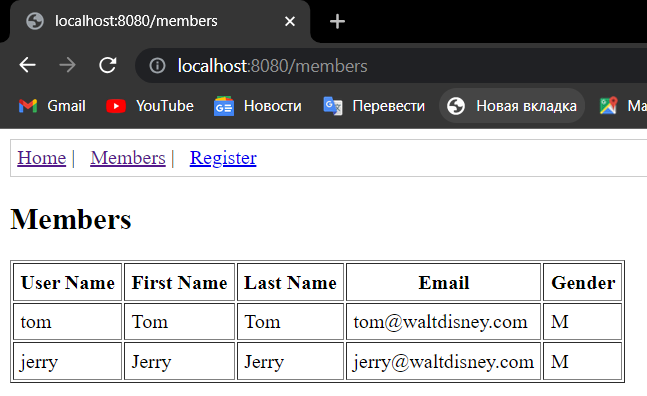 localhost:8080/members
localhost:8080/members
Gmail YouTube Новости Перевести Новая вкладка Ma
Home | Members | Register
Members
User Name First Name Last Name Email Gender
tom Tom Tom tom@waltdisney.com M
jerry Jerry Jerry jerry@waltdisney.com M